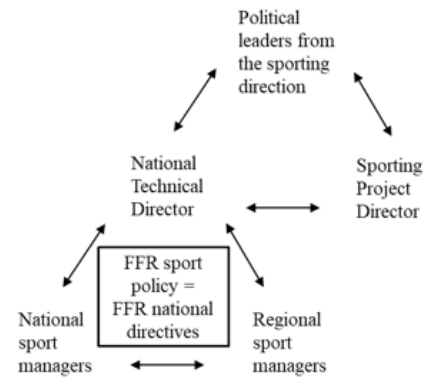 Political
leaders from
the sporting
direction
National
Technical
Director
Sporting
Project
Director
FFR sport
policy =
FFR national
directives
National
sport
managers
Regional
sport
managers